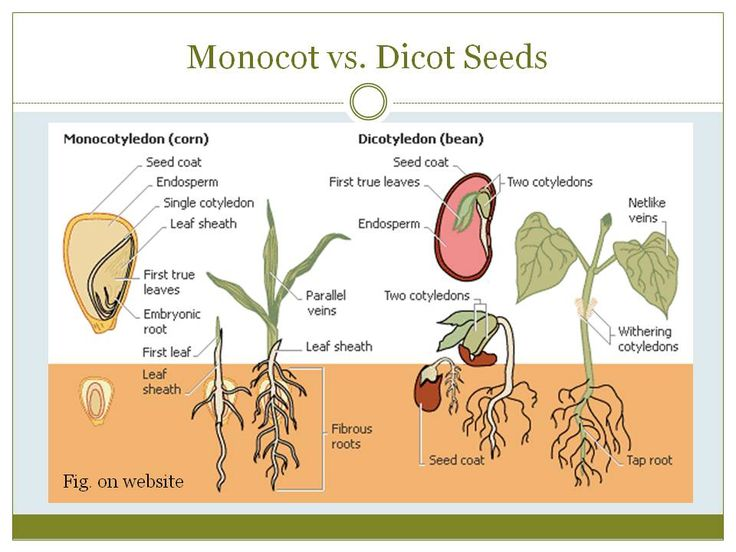 Monocot vs. Dicot Seeds
Monocotyledon (corn)
Seed coat
Endosperm
Single cotyledon
Leaf sheath
First true
leaves
Embryonic
root
First leaf
Leaf
sheath
Parallel
veins
Leaf sheath
Fibrous
roots
Dicotyledon (bean)
Seed coat
First true leaves
Two cotyledons
Endosperm
Netlike
veins
Two cotyledons
Withering
cotyledons
Seed coat
Tap root
Fig. on website